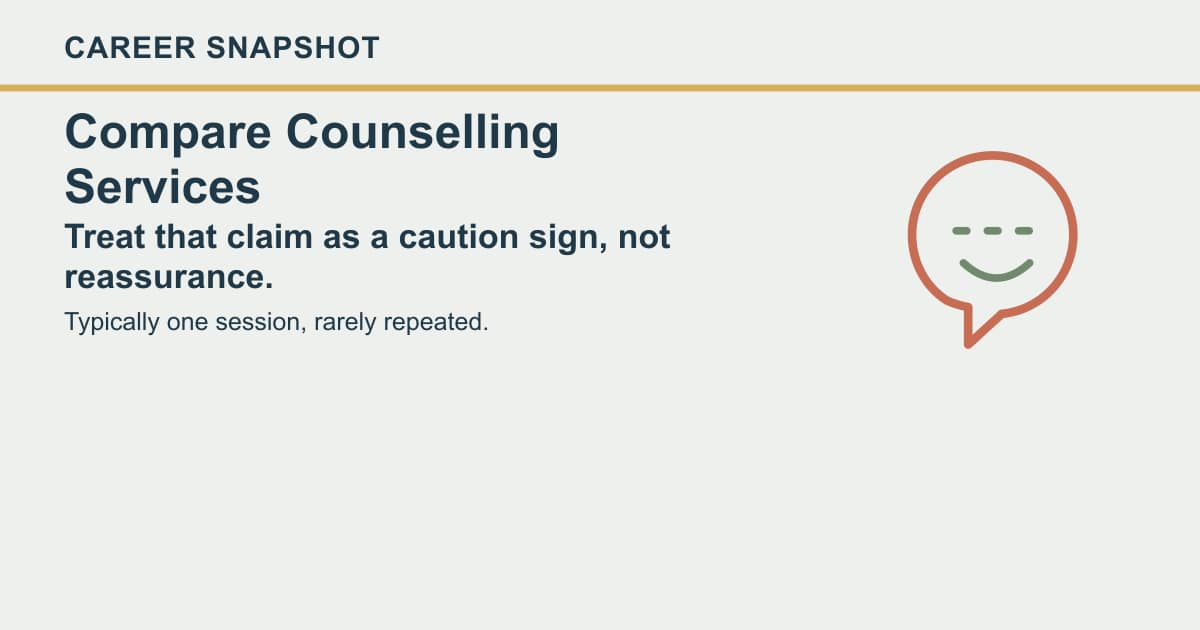 CAREER SNAPSHOT
Compare Counselling
Services
Treat that claim as a caution sign, not
reassurance.
Typically one session, rarely repeated.